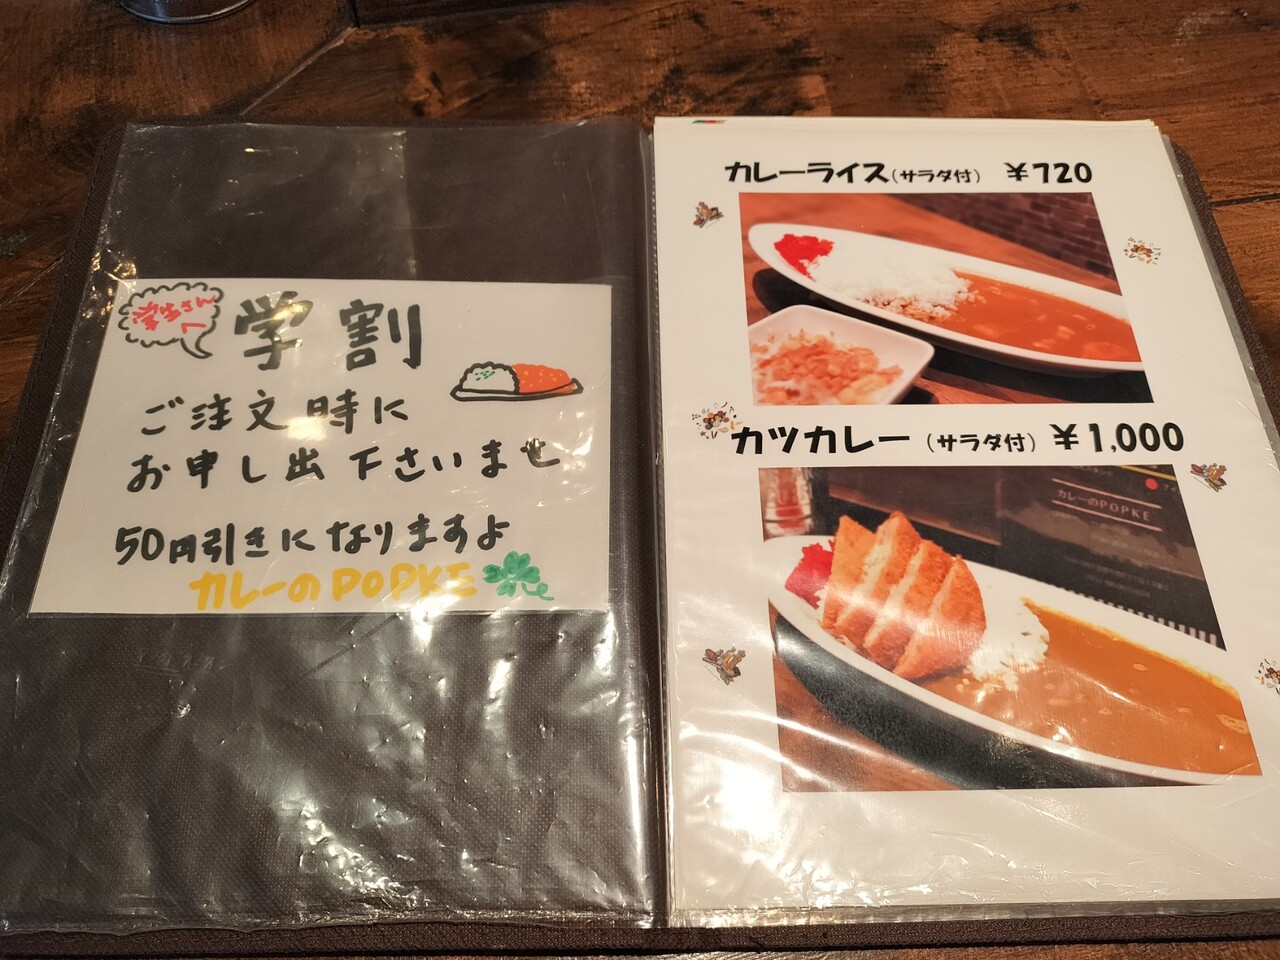 学生さんへ
学割
ご注文時に
お申し出下さいませ
50円引きになりますよ
カレーのPOPKE
カレーライス(サラダ付) ¥720
カツカレー (サラダ付) ¥1,000
カレーのPOPKE